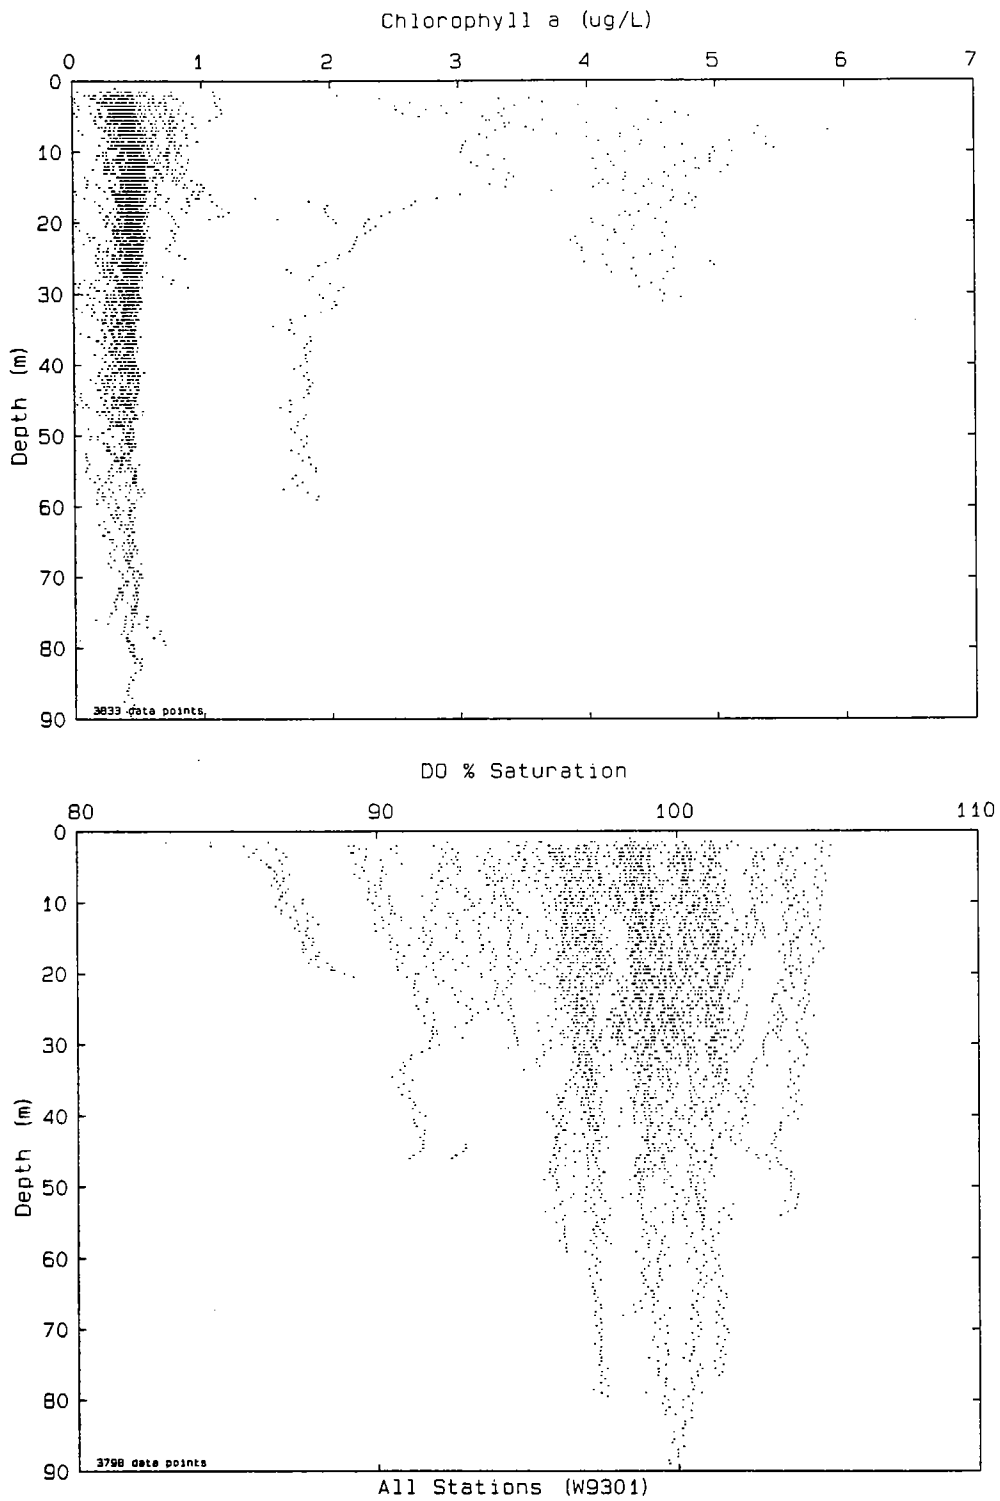 Chlorophyll a (ug/L)
0 1 2 3 4 5 6 7
0
10
20
30
40
50
60
70
80
90
Depth (m)
3833 data points
DO % Saturation
80 90 100 110
0
10
20
30
40
50
60
70
80
90
Depth (m)
3798 data points
All Stations (W9301)